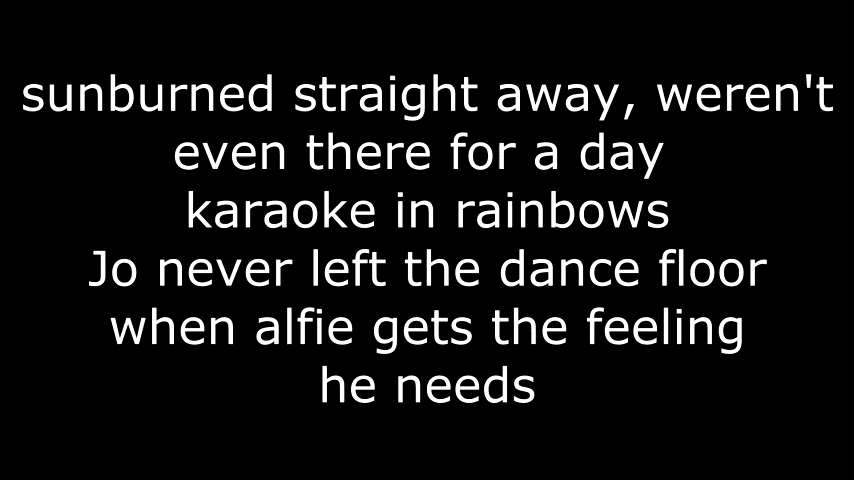 sunburned straight away, weren't
even there for a day
karaoke in rainbows
Jo never left the dance floor
when alfie gets the feeling
he needs